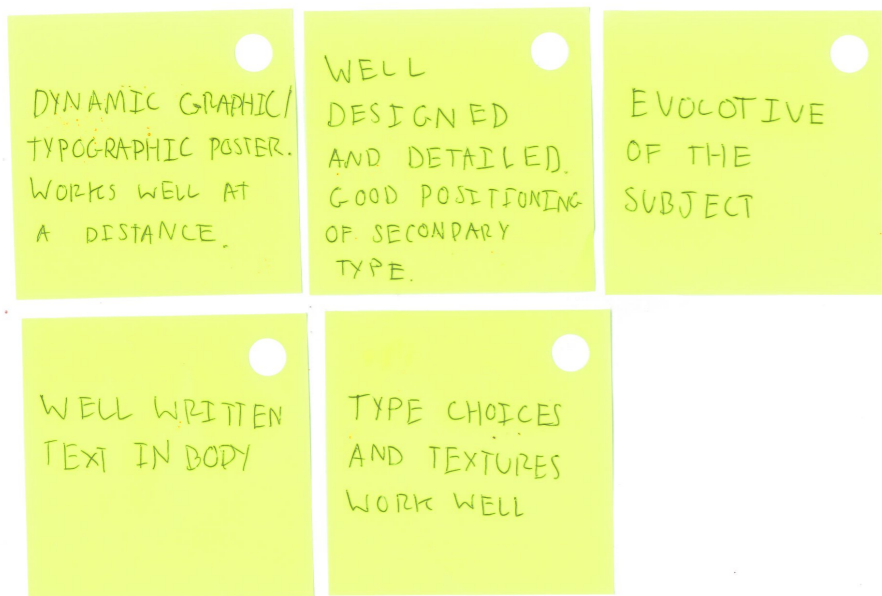 DYNAMIC GRAPHIC/
TYPOGRAPHIC POSTER.
WORKS WELL AT
A DISTANCE.
WELL
DESIGNED
AND DETAILED.
GOOD POSITIONING
OF SECONDARY
TYPE.
EVOCOTIVE
OF THE
SUBJECT
WELL WRITTEN
TEXT IN BODY
TYPE CHOICES
AND TEXTURES
WORK WELL